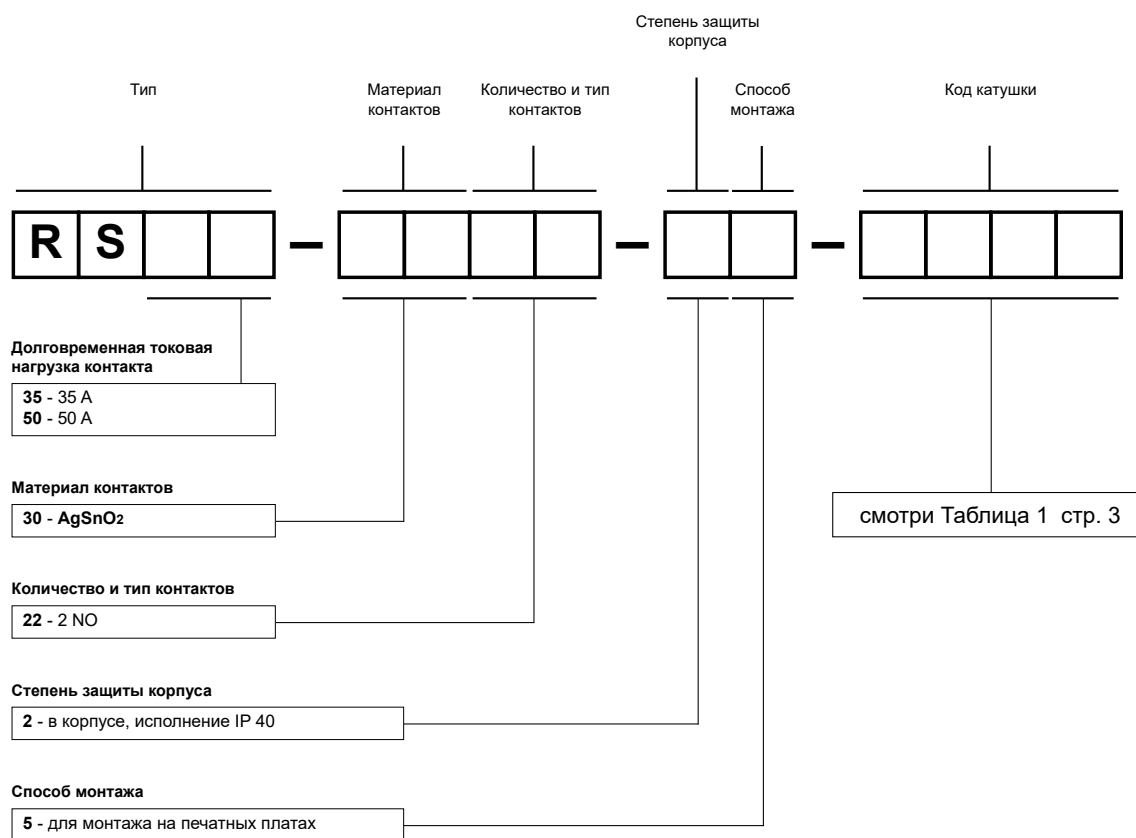 Степень защиты
корпуса
Тип
Материал
контактов
Количество и тип
контактов
Способ
монтажа
Код катушки
R S – – –
Долговременная токовая
нагрузка контакта
35 - 35 A
50 - 50 A
Материал контактов
30 - AgSnO2
смотри Таблица 1 стр. 3
Количество и тип контактов
22 - 2 NO
Степень защиты корпуса
2 - в корпусе, исполнение IP 40
Способ монтажа
5 - для монтажа на печатных платах